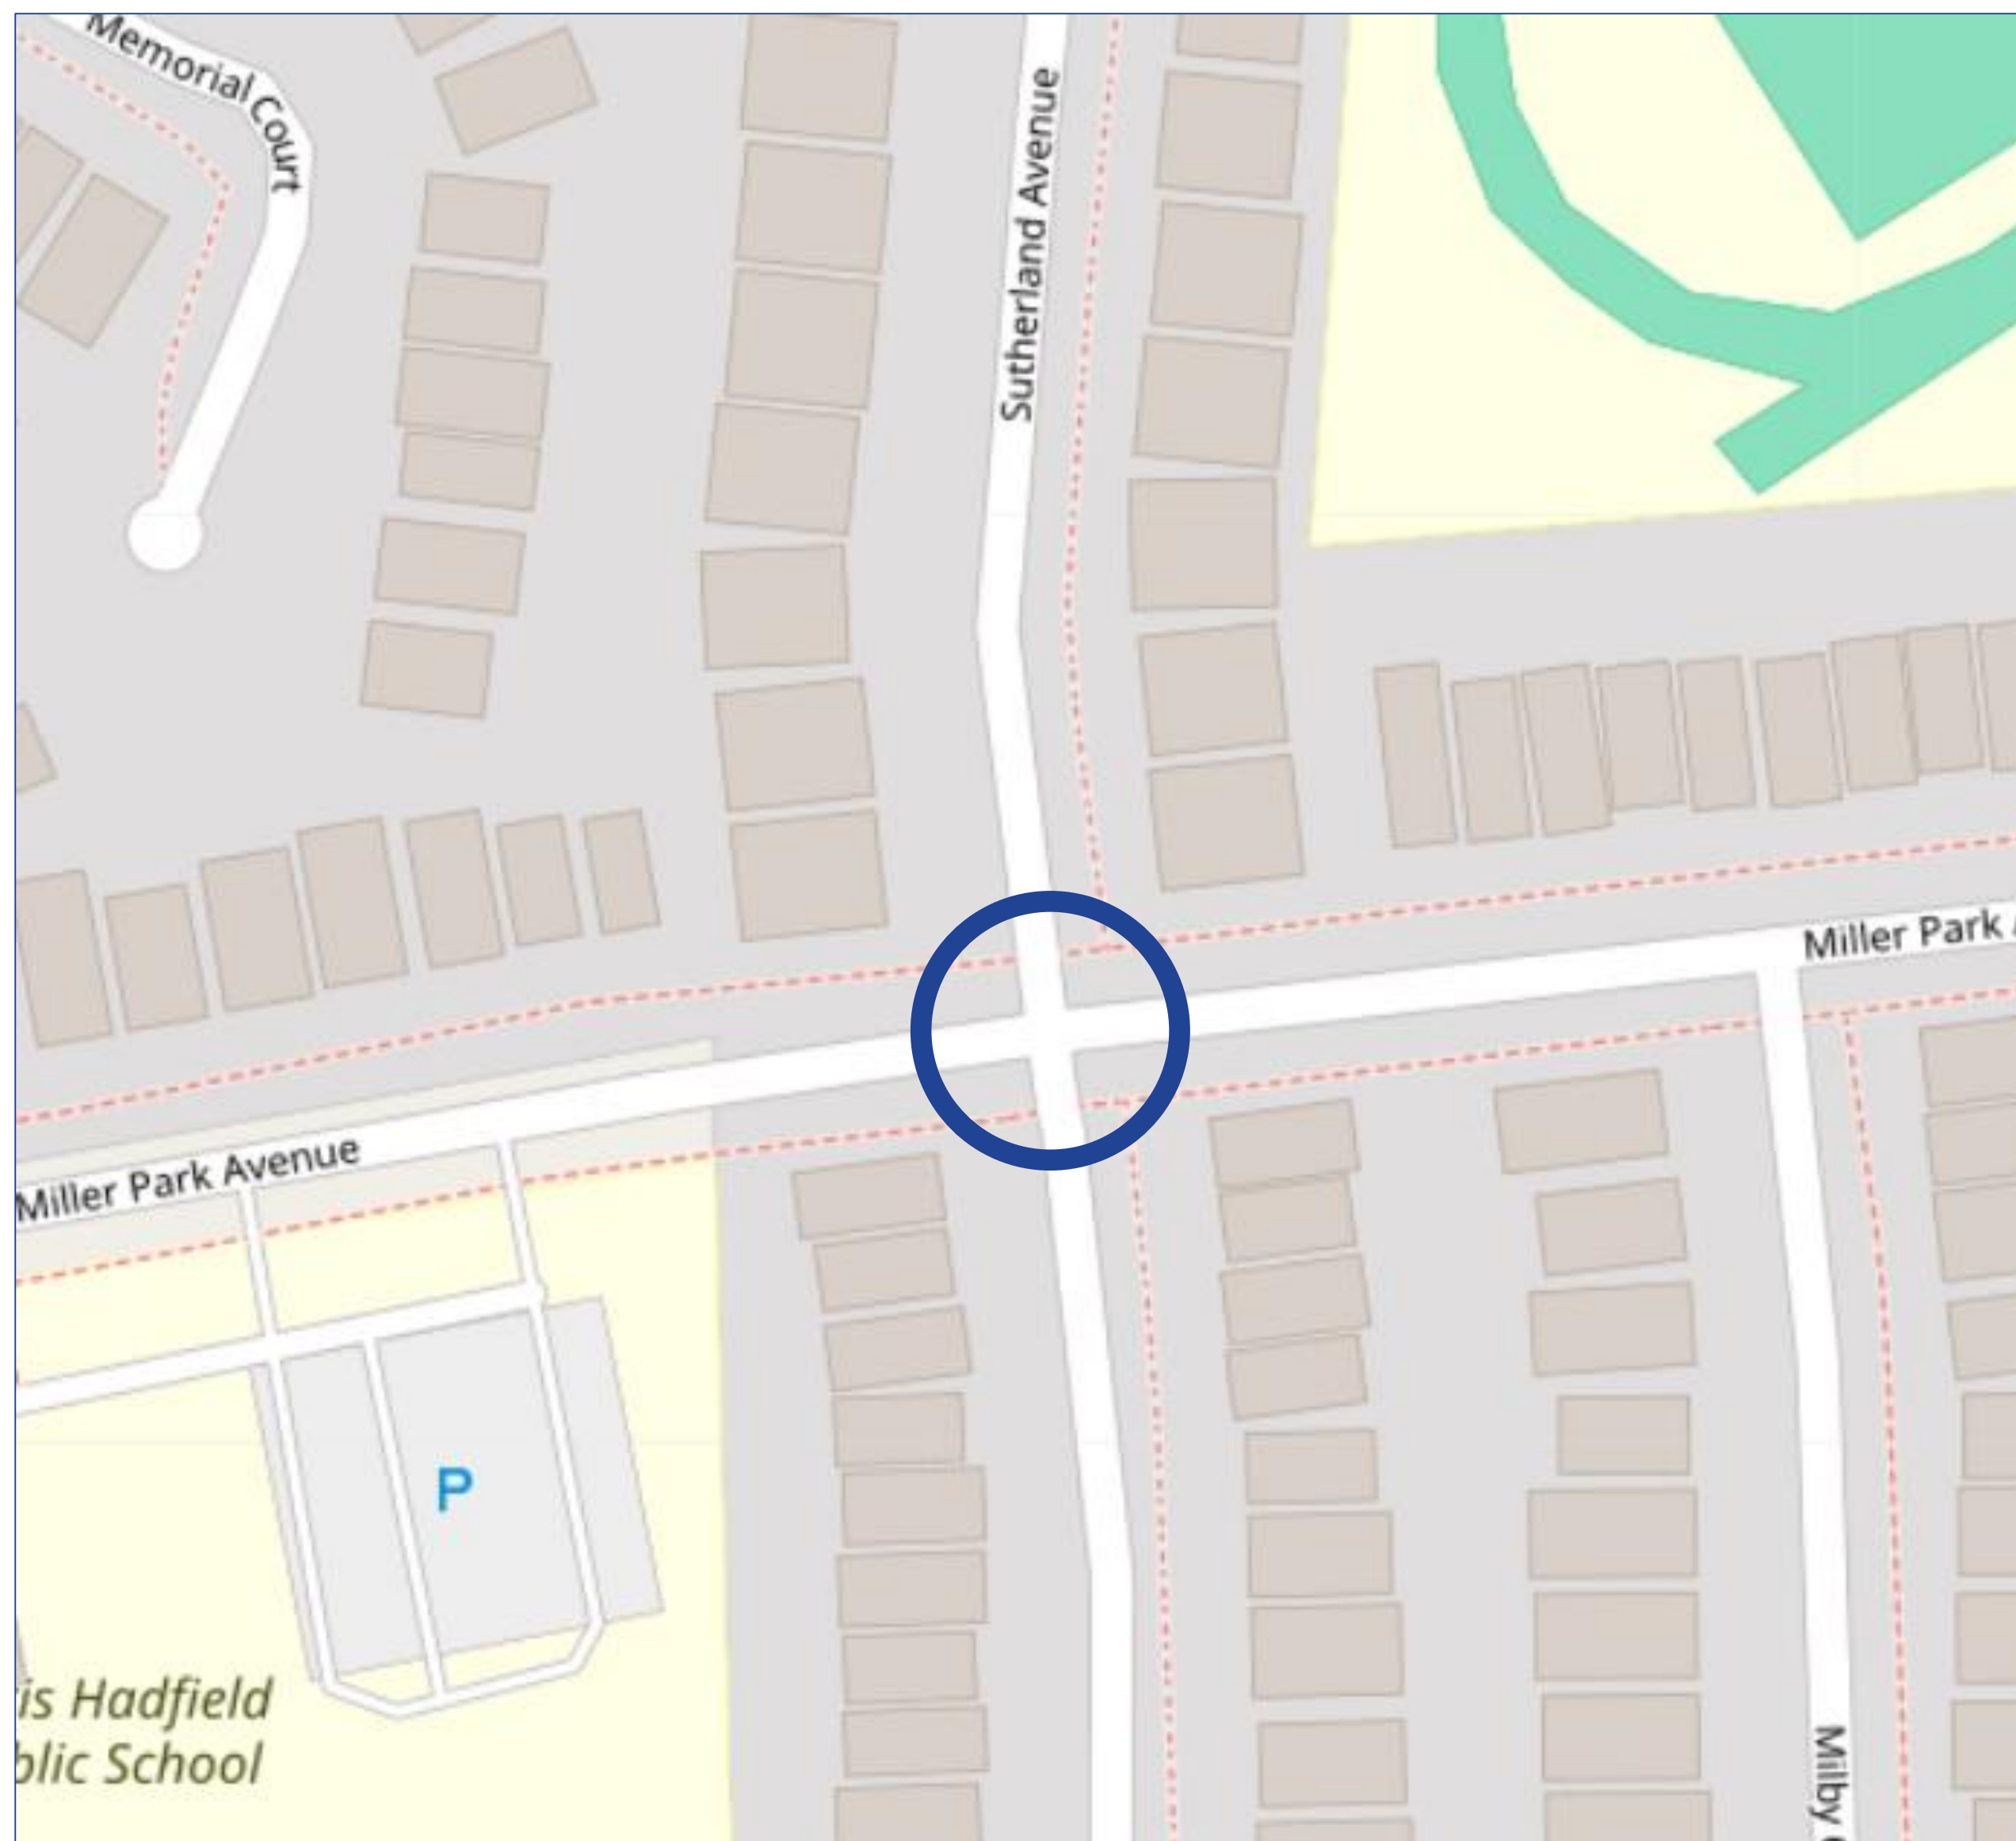 Memorial Court
Sutherland Avenue
Miller Park
Miller Park Avenue
P
is Hadfield
blic School
Milby